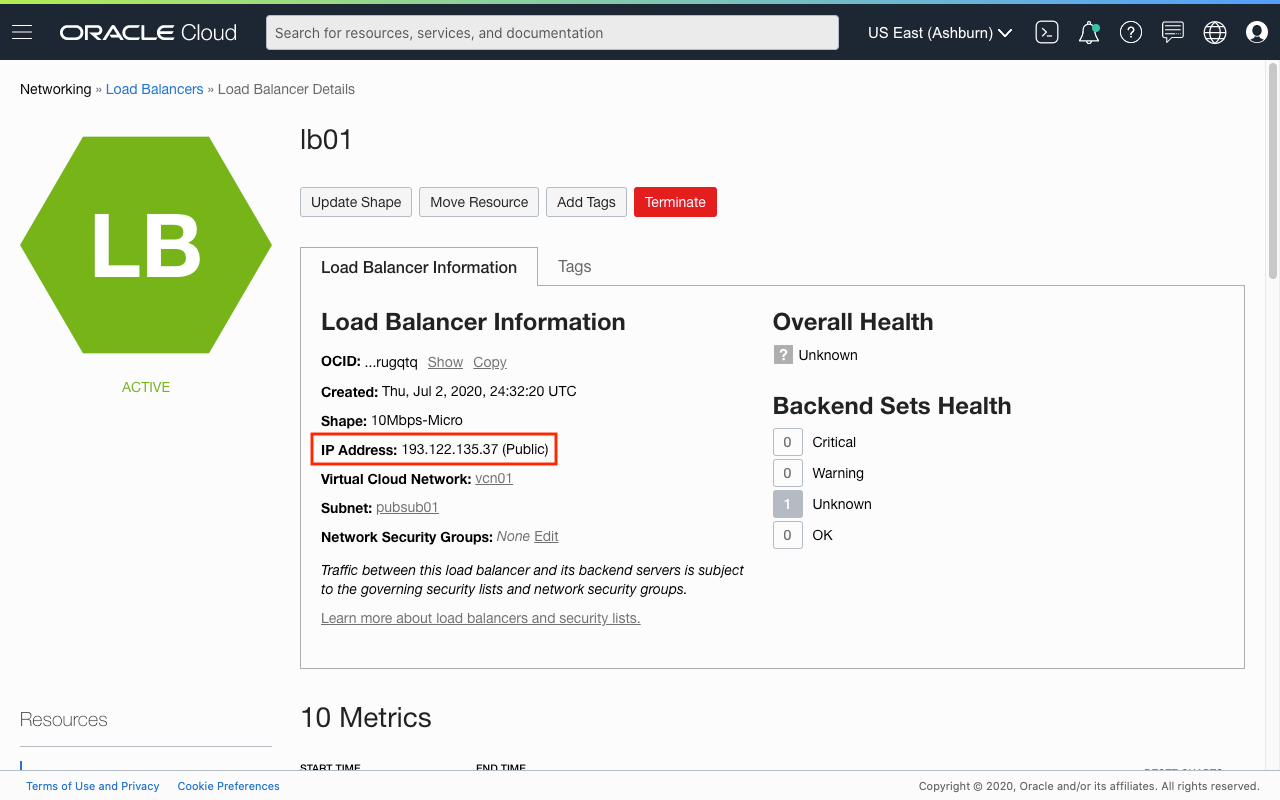 ORACLE Cloud
Search for resources, services, and documentation
US East (Ashburn)
Networking » Load Balancers » Load Balancer Details
LB
ACTIVE
lb01
Update Shape Move Resource Add Tags Terminate
Load Balancer Information Tags
Load Balancer Information
OCID: ...rugqtq Show Copy
Created: Thu, Jul 2, 2020, 24:32:20 UTC
Shape: 10Mbps-Micro
IP Address: 193.122.135.37 (Public)
Virtual Cloud Network: vcn01
Subnet: pubsub01
Network Security Groups: None Edit
Traffic between this load balancer and its backend servers is subject
to the governing security lists and network security groups.
Learn more about load balancers and security lists.
Overall Health
? Unknown
Backend Sets Health
0 Critical
0 Warning
1 Unknown
0 OK
Resources
10 Metrics
START TIME END TIME
Terms of Use and Privacy Cookie Preferences
Copyright © 2020, Oracle and/or its affiliates. All rights reserved.